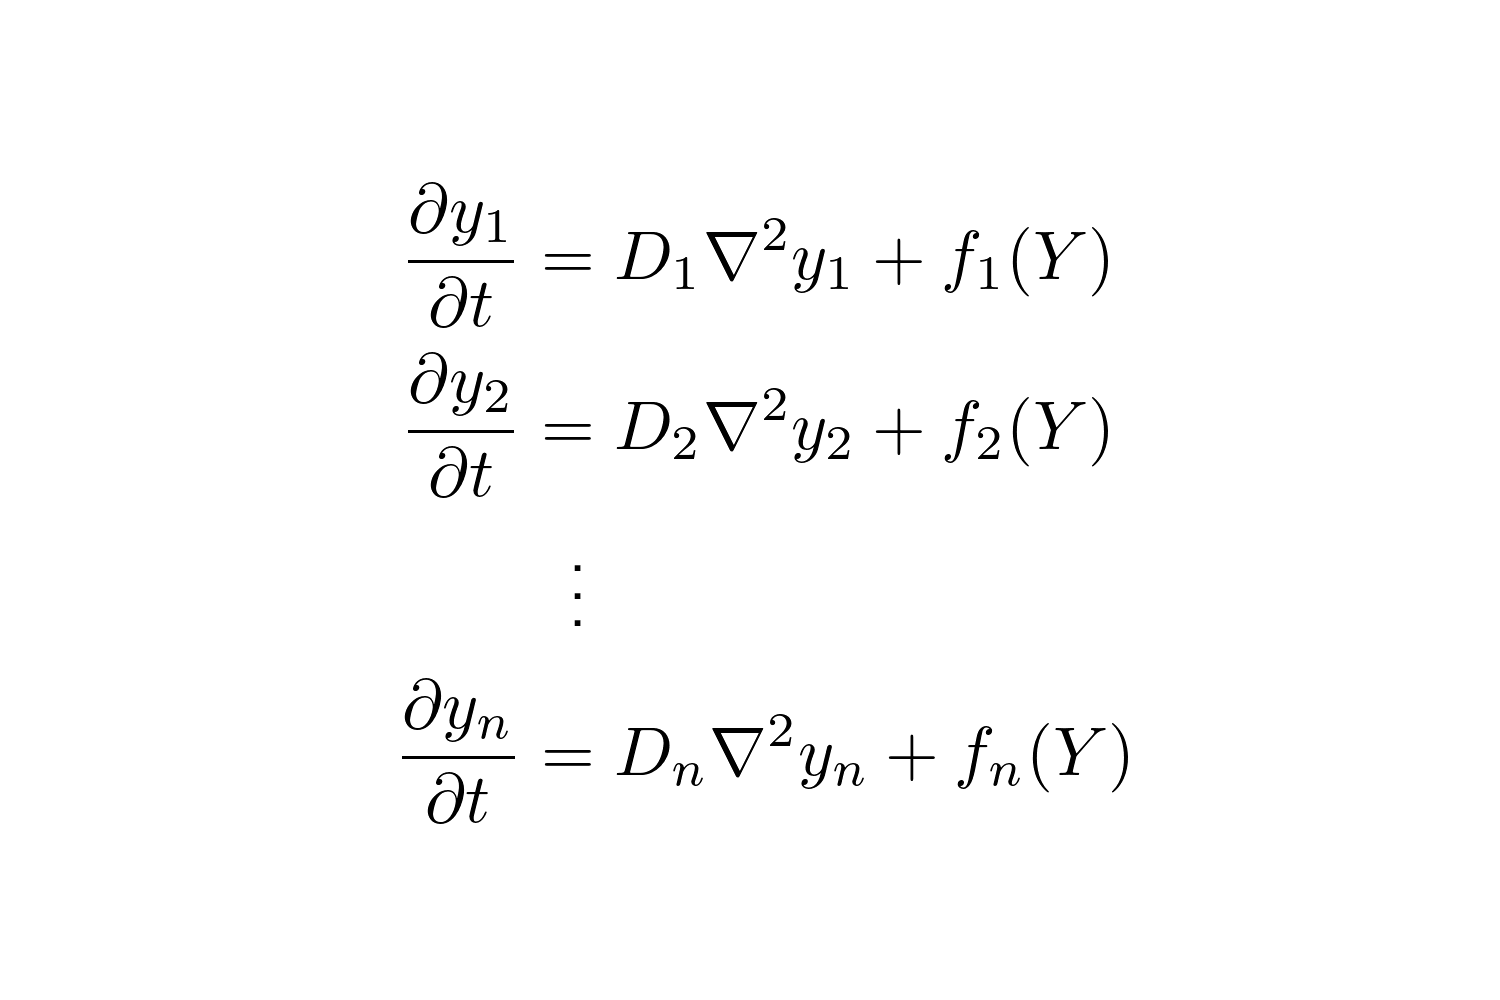 ∂y₁/∂t = D₁∇²y₁ + f₁(Y)
∂y₂/∂t = D₂∇²y₂ + f₂(Y)
⋮
∂yₙ/∂t = Dₙ∇²yₙ + fₙ(Y)